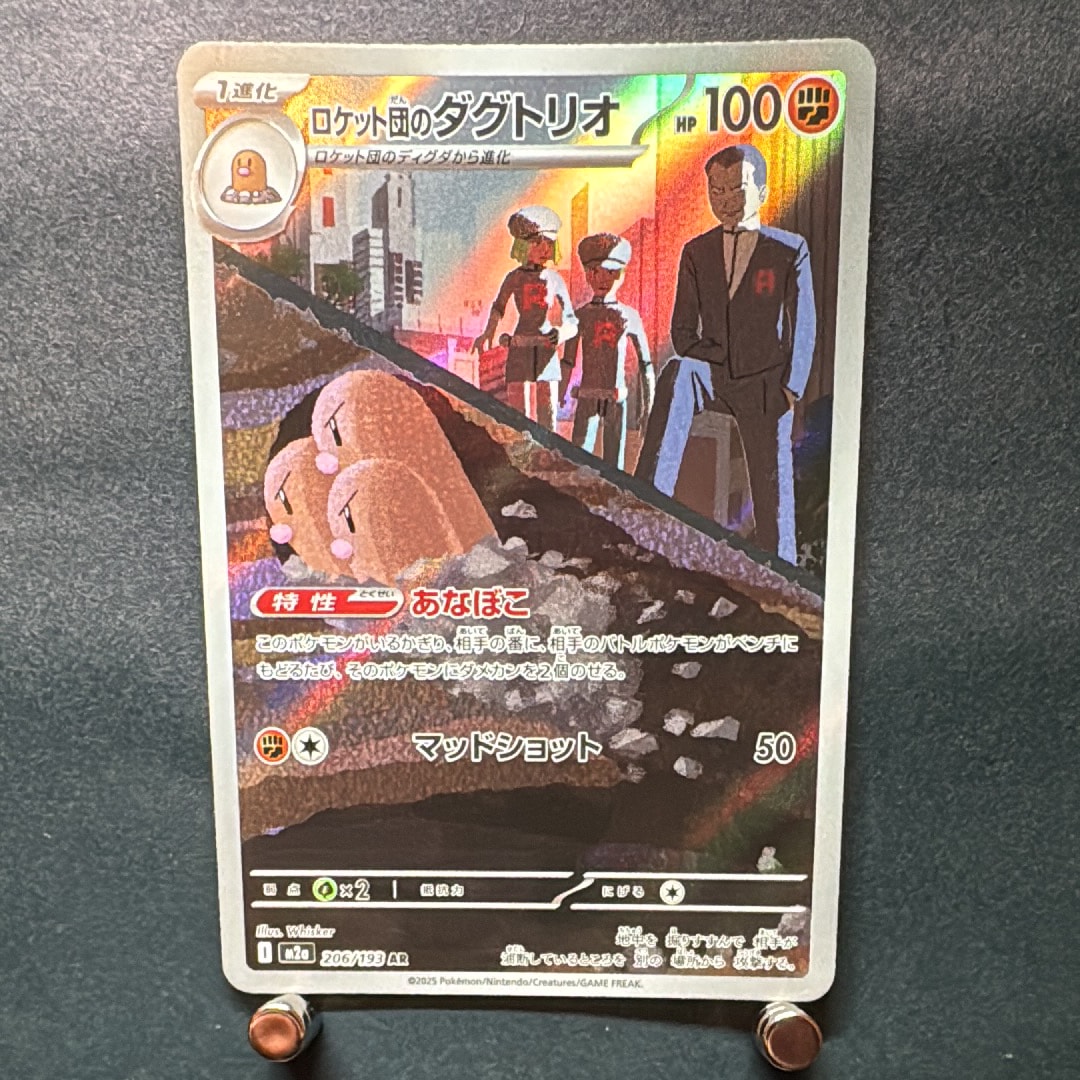 1進化
ロケット団のダグトリオ
だん
HP 100
ロケット団のディグダから進化
R
R
R
特性
とくせい
あなぼこ
このポケモンがいるかぎり、相手の番に、相手のバトルポケモンがベンチに
もどるたび、そのポケモンにダメカンを2個のせる。
マッドショット 50
弱点 ×2 抵抗力 にげる
Illus. Whisker
I m2a 206/193 AR
地中を 掘りすすんで 相手が
油断しているところを 別の 場所から 攻撃する。
©2025 Pokémon/Nintendo/Creatures/GAME FREAK.